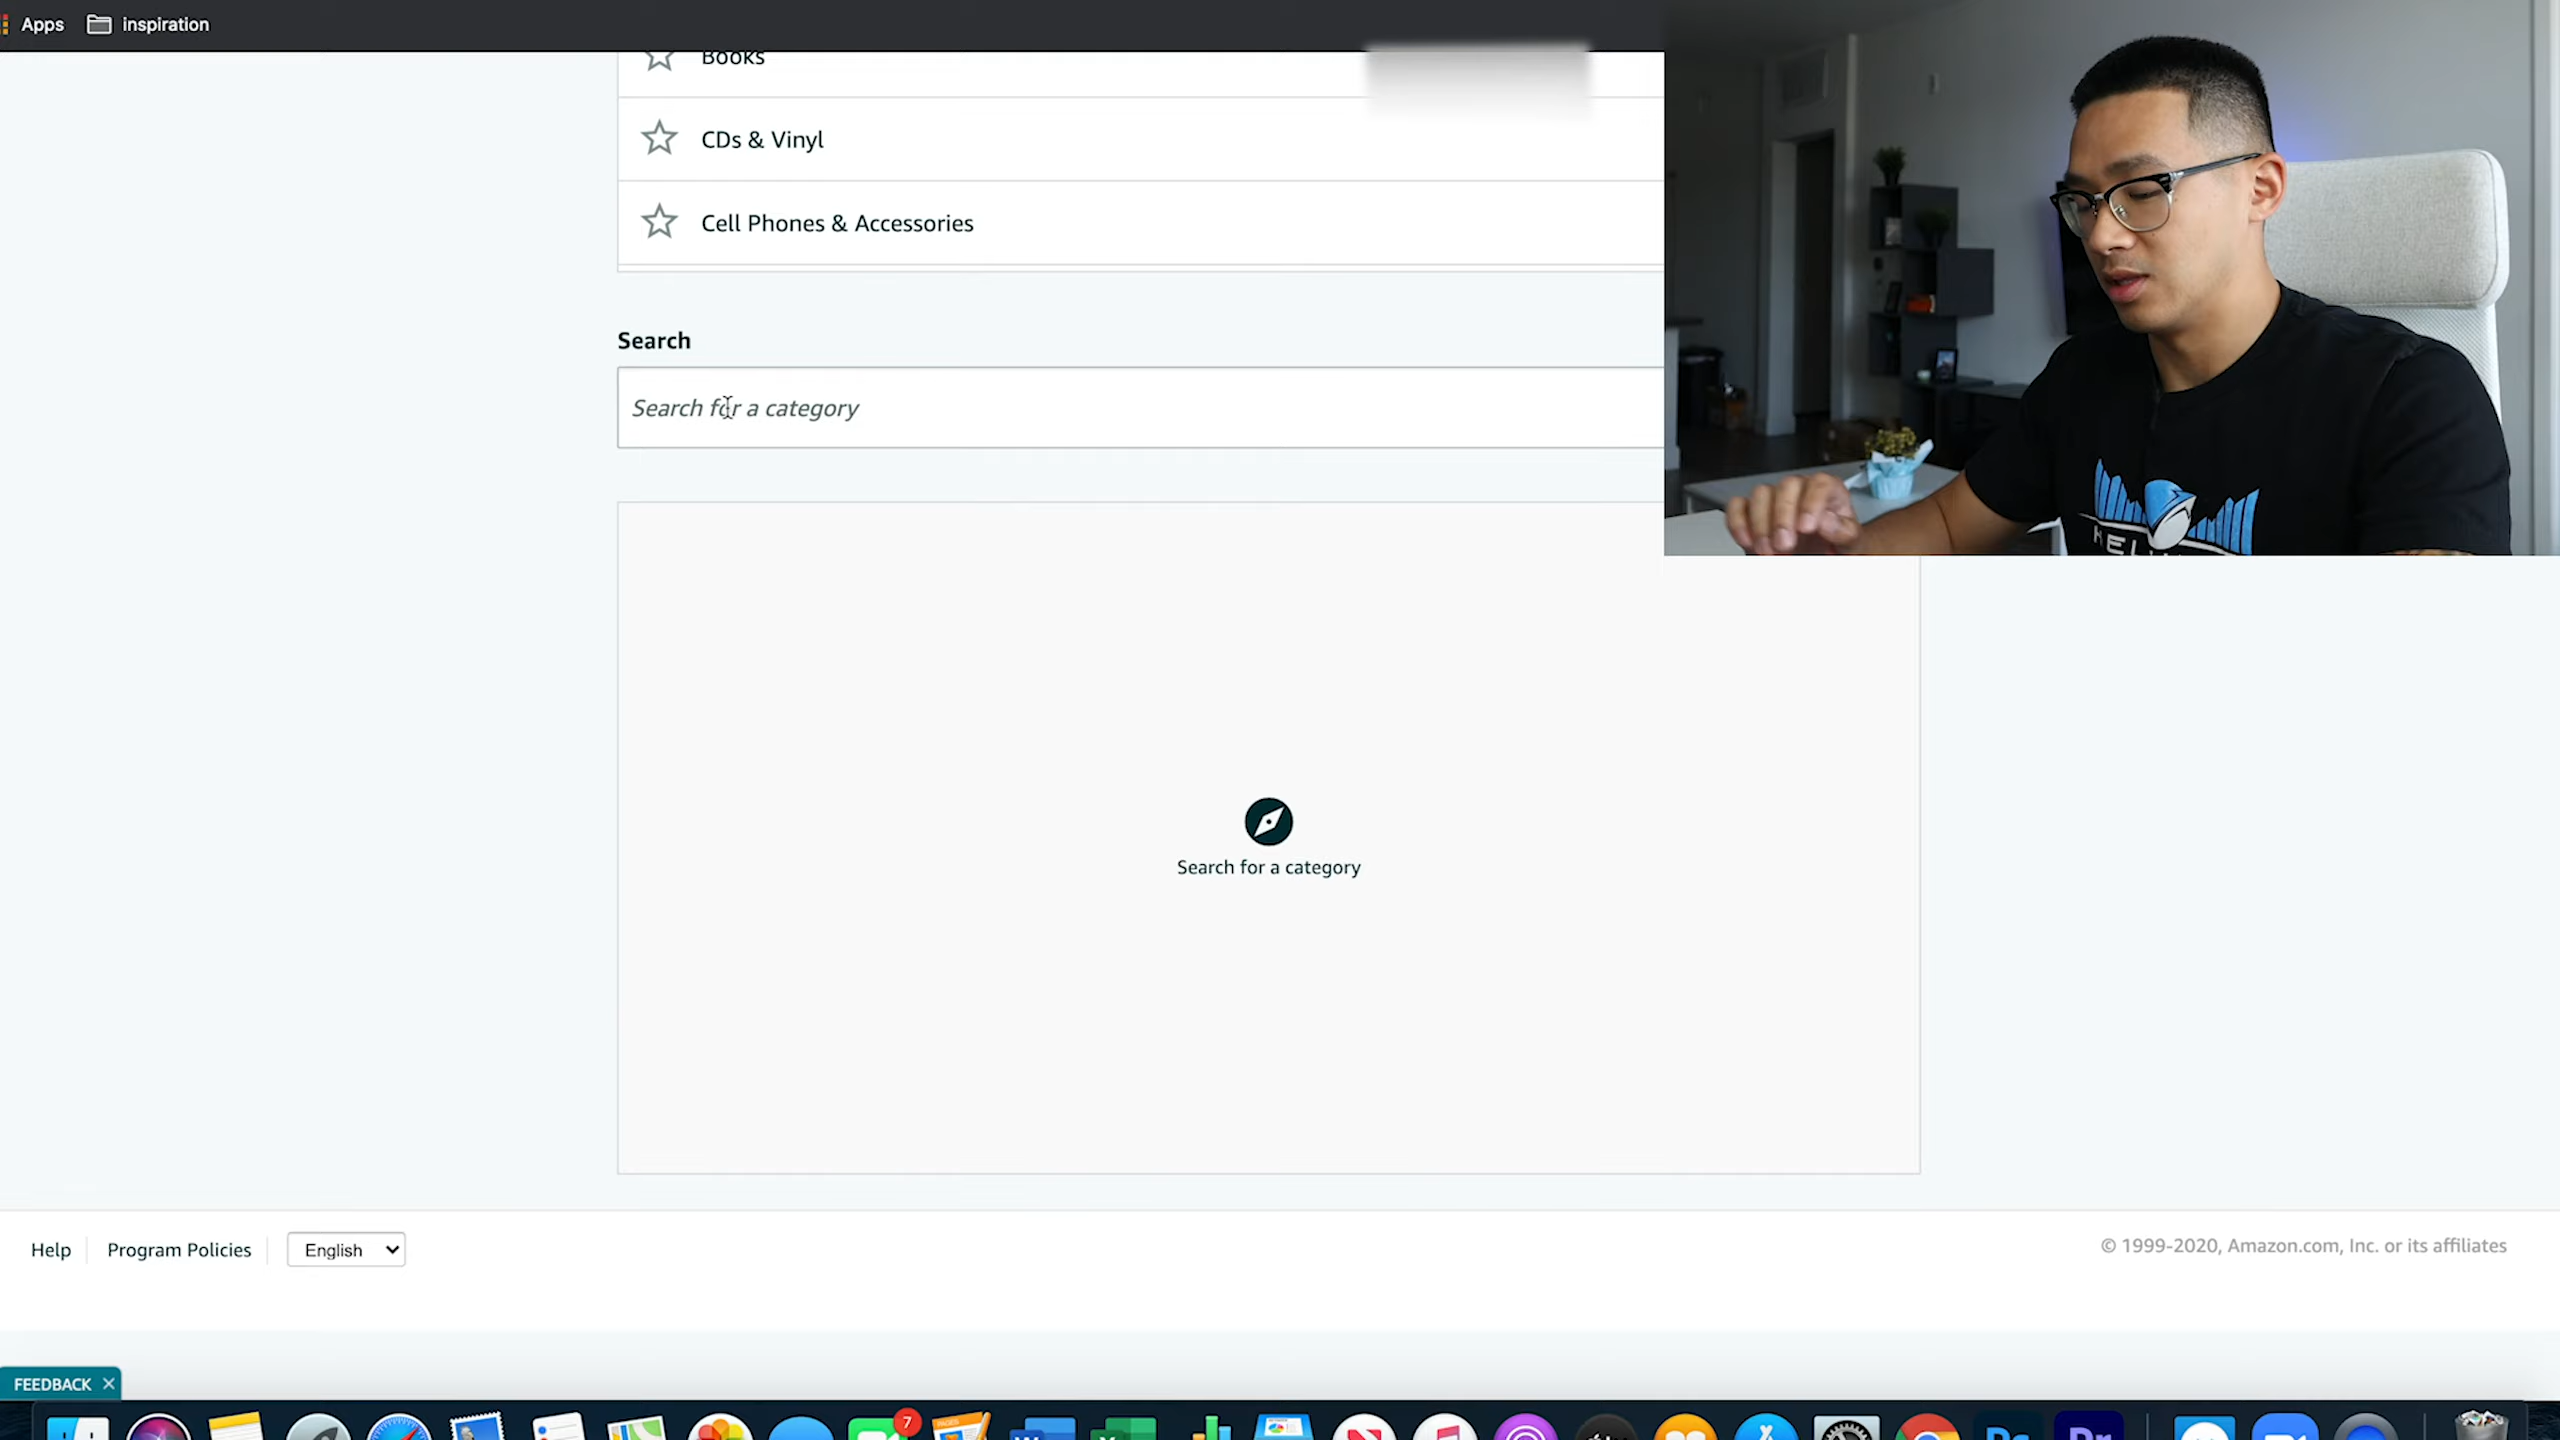 Apps inspiration
Books
CDs & Vinyl
Cell Phones & Accessories
Search
Search for a category
Search for a category
Help Program Policies English
© 1999-2020, Amazon.com, Inc. or its affiliates
FEEDBACK ×
7